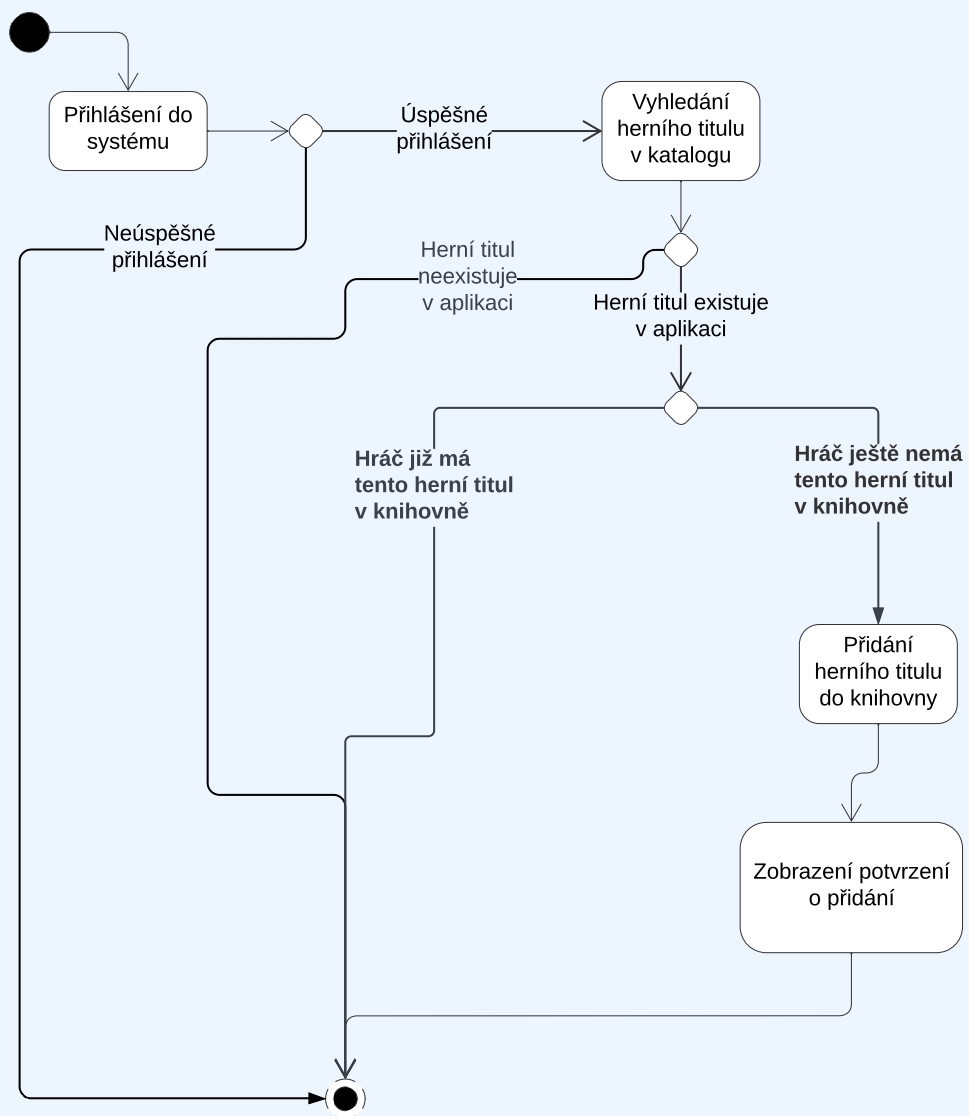 Přihlášení do
systému
Úspěšné
přihlášení
Vyhledání
herního titulu
v katalogu
Neúspěšné
přihlášení
Herní titul
neexistuje
v aplikaci
Herní titul existuje
v aplikaci
Hráč již má
tento herní titul
v knihovně
Hráč ještě nemá
tento herní titul
v knihovně
Přidání
herního titulu
do knihovny
Zobrazení potvrzení
o přidání